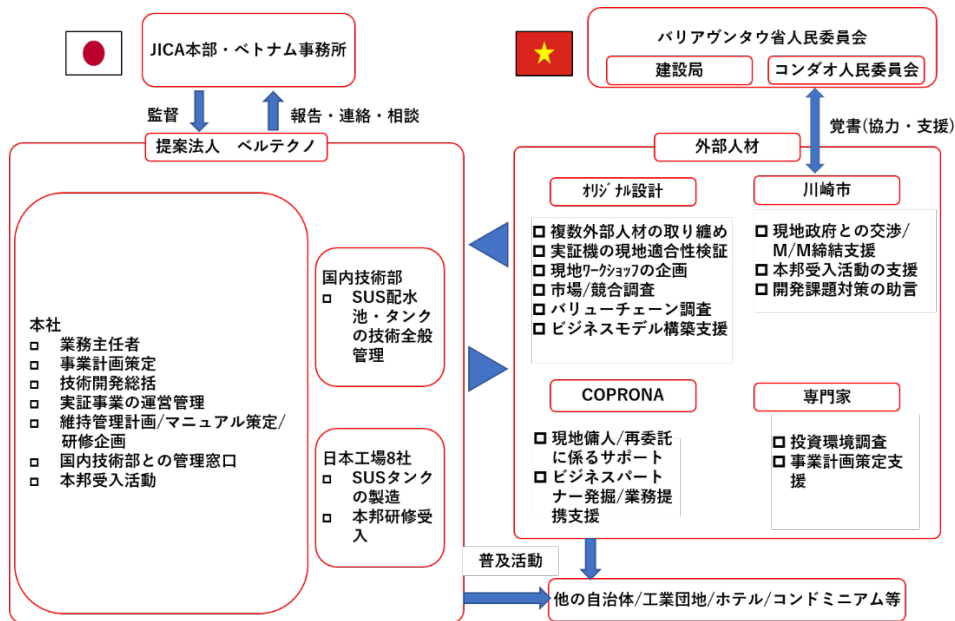 JICA本部・ベトナム事務所
バリアヴンタウ省人民委員会
建設局
コンダオ人民委員会
監督
報告・連絡・相談
覚書(協力・支援)
提案法人 ベルテクノ
外部人材
本社
□ 業務主任者
□ 事業計画策定
□ 技術開発総括
□ 実証事業の運営管理
□ 維持管理計画/マニュアル策定/
研修企画
□ 国内技術部との管理窓口
□ 本邦受入活動
国内技術部
□ SUS配水
池・タンク
の技術全般
管理
日本工場8社
□ SUSタンク
の製造
□ 本邦研修受
入
ｵﾘｼﾞﾅﾙ設計
□ 複数外部人材の取り纏め
□ 実証機の現地適合性検証
□ 現地ﾜｰｸｼｮｯﾌﾟの企画
□ 市場/競合調査
□ バリューチェーン調査
□ ビジネスモデル構築支援
川崎市
□ 現地政府との交渉/
M/M締結支援
□ 本邦受入活動の支援
□ 開発課題対策の助言
COPRONA
□ 現地傭人/再委託
に係るサポート
□ ビジネスパート
ナー発掘/業務提
携支援
専門家
□ 投資環境調査
□ 事業計画策定支
援
普及活動
他の自治体/工業団地/ホテル/コンドミニアム等